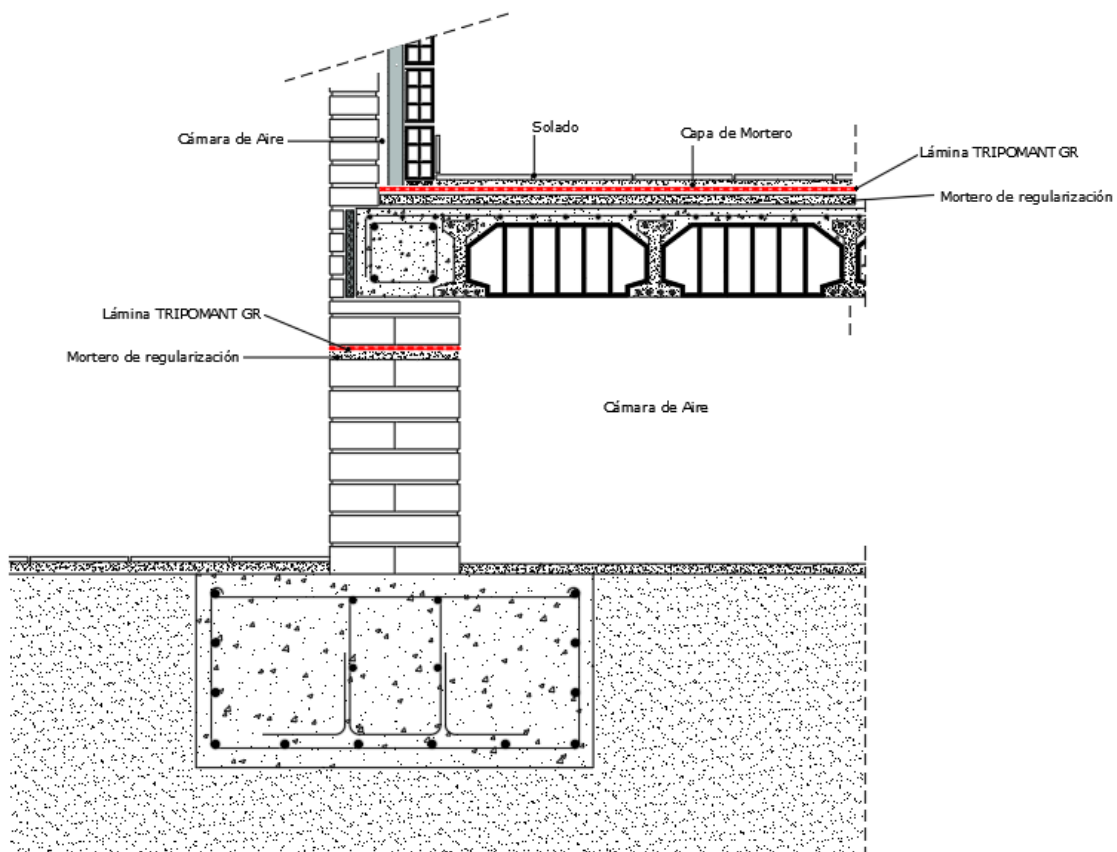 Solado
Capa de Mortero
Cámara de Aire
Lámina TRIPOMANT GR
Mortero de regularización
Lámina TRIPOMANT GR
Mortero de regularización
Cámara de Aire